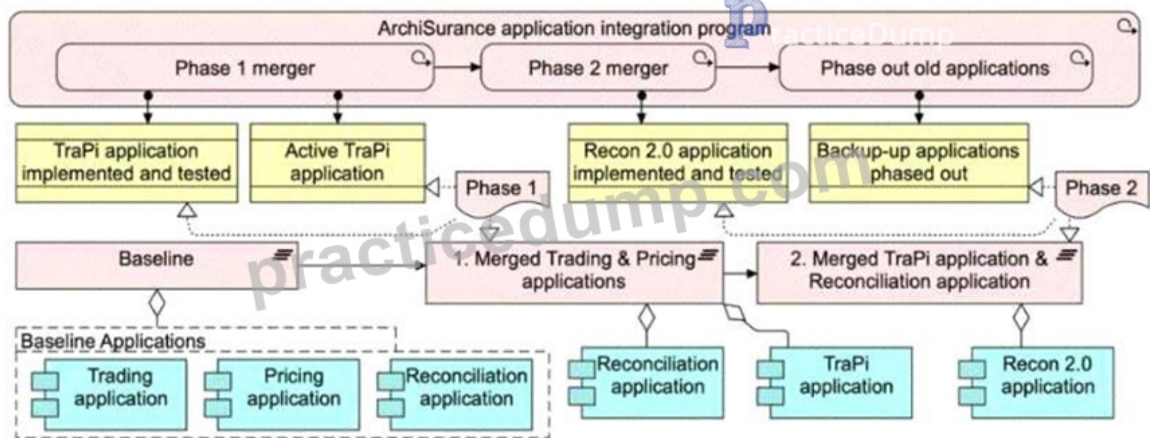 ArchiSurance application integration program
PracticeDump
Phase 1 merger
Phase 2 merger
Phase out old applications
TraPi application
implemented and tested
Active TraPi
application
Recon 2.0 application
implemented and tested
Backup-up applications
phased out
Phase 1
Phase 2
practicedump.com
Baseline
1. Merged Trading & Pricing
applications
2. Merged TraPi application &
Reconciliation application
Baseline Applications
Trading
application
Pricing
application
Reconciliation
application
Reconciliation
application
TraPi
application
Recon 2.0
application